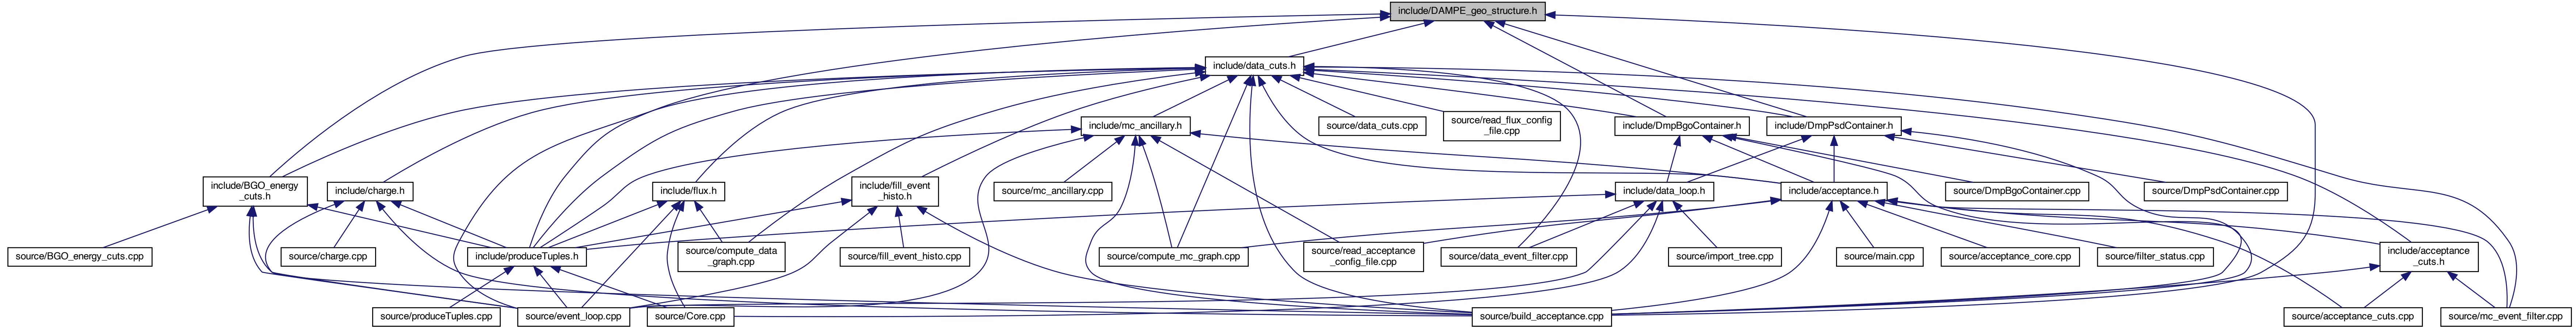 include/DAMPE_geo_structure.h
include/data_cuts.h
include/mc_ancillary.h
source/data_cuts.cpp
source/read_flux_config
_file.cpp
include/DmpBgoContainer.h
include/DmpPsdContainer.h
include/BGO_energy
_cuts.h
include/charge.h
include/flux.h
include/fill_event
_histo.h
source/mc_ancillary.cpp
include/data_loop.h
include/acceptance.h
source/DmpBgoContainer.cpp
source/DmpPsdContainer.cpp
source/BGO_energy_cuts.cpp
source/charge.cpp
include/produceTuples.h
source/compute_data
_graph.cpp
source/fill_event_histo.cpp
source/compute_mc_graph.cpp
source/read_acceptance
_config_file.cpp
source/data_event_filter.cpp
source/import_tree.cpp
source/main.cpp
source/acceptance_core.cpp
source/filter_status.cpp
include/acceptance
_cuts.h
source/produceTuples.cpp
source/event_loop.cpp
source/Core.cpp
source/build_acceptance.cpp
source/acceptance_cuts.cpp
source/mc_event_filter.cpp